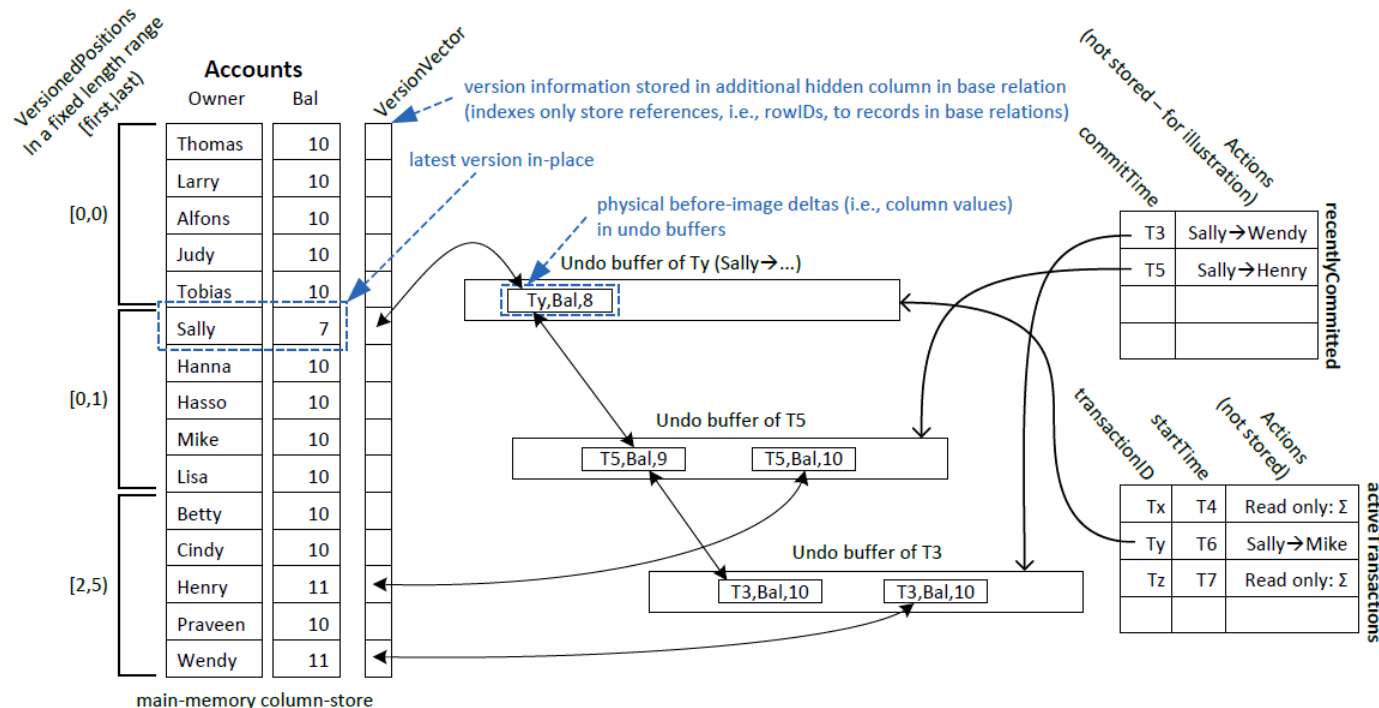 VersionedPositions
In a fixed length range
[first,last)
Accounts
Owner Bal
VersionVector
version information stored in additional hidden column in base relation
(indexes only store references, i.e., rowIDs, to records in base relations)
latest version in-place
physical before-image deltas (i.e., column values)
in undo buffers
[0,0)
[0,1)
[2,5)
Thomas 10
Larry 10
Alfons 10
Judy 10
Tobias 10
Sally 7
Hanna 10
Hasso 10
Mike 10
Lisa 10
Betty 10
Cindy 10
Henry 11
Praveen 10
Wendy 11
main-memory column-store
Undo buffer of Ty (Sally→...)
Ty,Bal,8
Undo buffer of T5
T5,Bal,9 T5,Bal,10
Undo buffer of T3
T3,Bal,10 T3,Bal,10
commitTime
Actions
(not stored – for illustration)
T3 Sally→Wendy
T5 Sally→Henry
recentlyCommitted
transactionID
startTime
Actions
(not stored)
Tx T4 Read only: Σ
Ty T6 Sally→Mike
Tz T7 Read only: Σ
activeTransactions